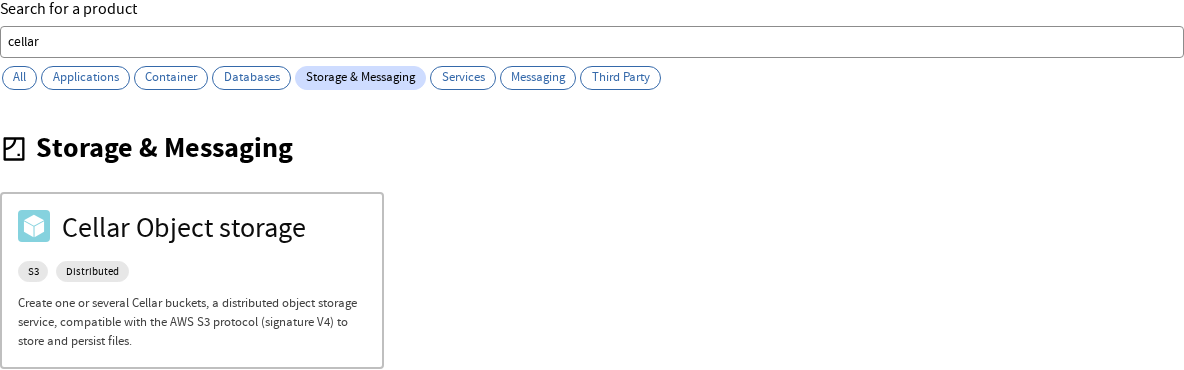 Search for a product
cellar
All Applications Container Databases Storage & Messaging Services Messaging Third Party
Storage & Messaging
Cellar Object storage
S3 Distributed
Create one or several Cellar buckets, a distributed object storage
service, compatible with the AWS S3 protocol (signature V4) to
store and persist files.